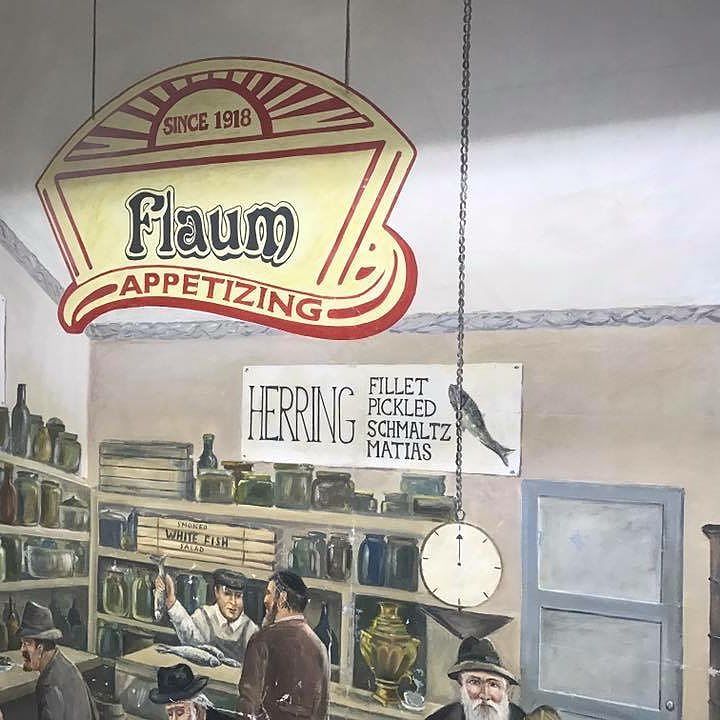 SINCE 1918
Flaum
APPETIZING
HERRING
FILLET
PICKLED
SCHMALTZ
MATIAS
SMOKED
WHITE FISH
SALAD